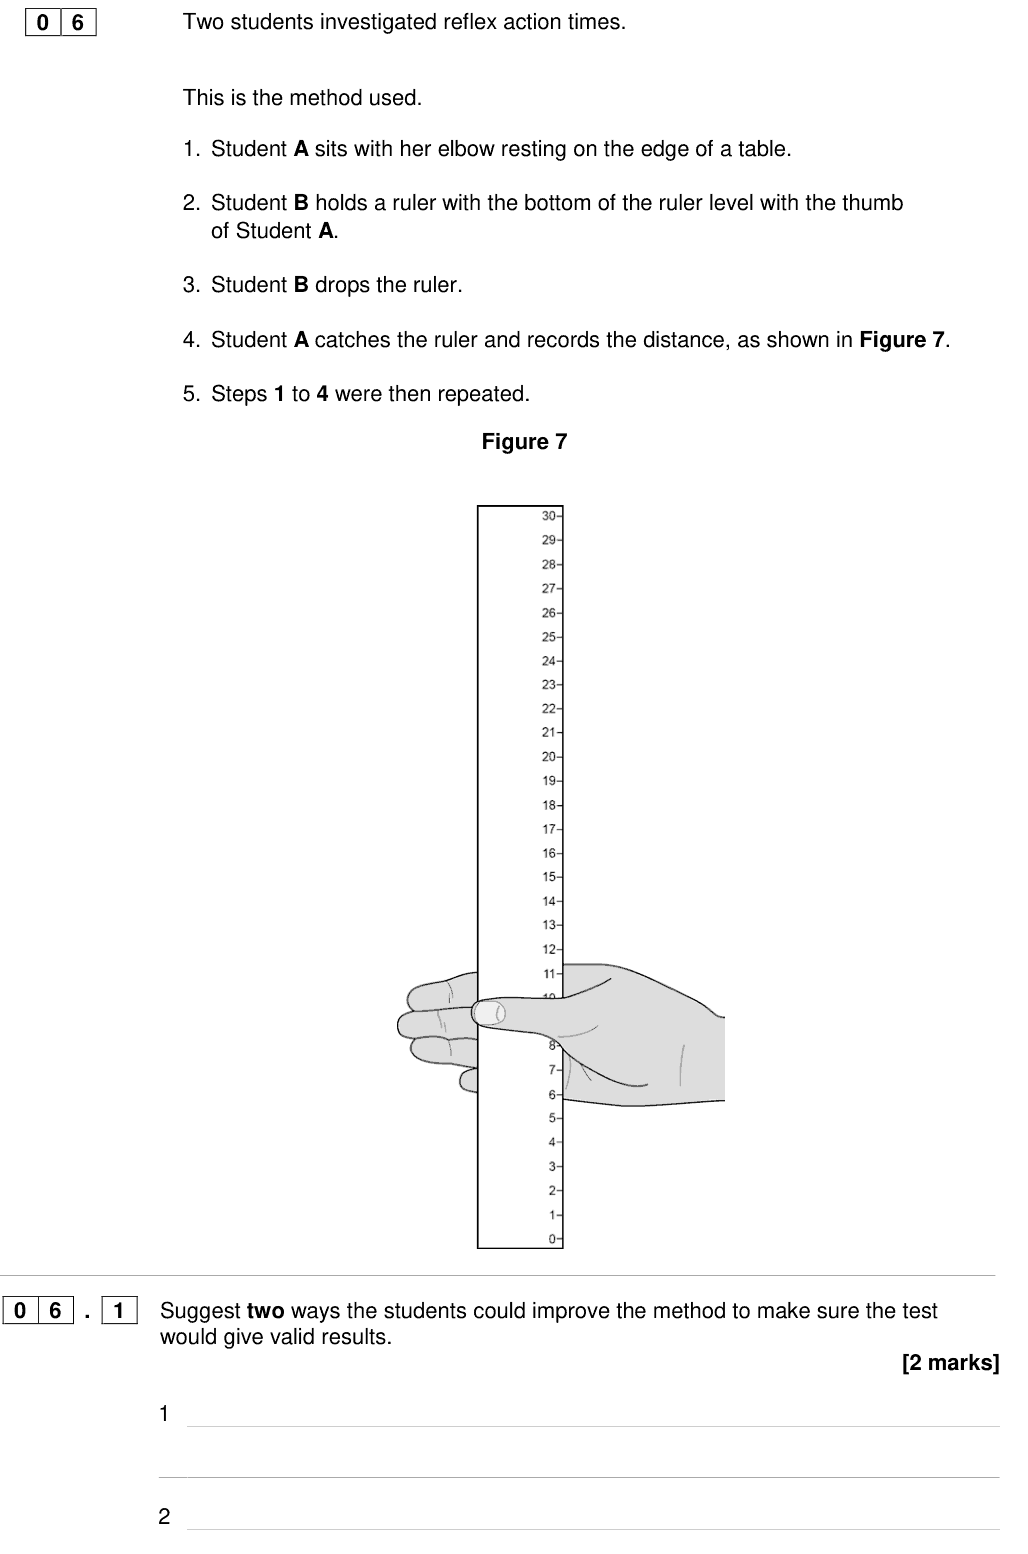 0 6 Two students investigated reflex action times.
This is the method used.
1. Student A sits with her elbow resting on the edge of a table.
2. Student B holds a ruler with the bottom of the ruler level with the thumb
of Student A.
3. Student B drops the ruler.
4. Student A catches the ruler and records the distance, as shown in Figure 7.
5. Steps 1 to 4 were then repeated.
Figure 7
30
29
28
27
26
25
24
23
22
21
20
19
18
17
16
15
14
13
12
11
10
8
7
6
5
4
3
2
1
0
0 6 . 1 Suggest two ways the students could improve the method to make sure the test
would give valid results.
[2 marks]
1
2